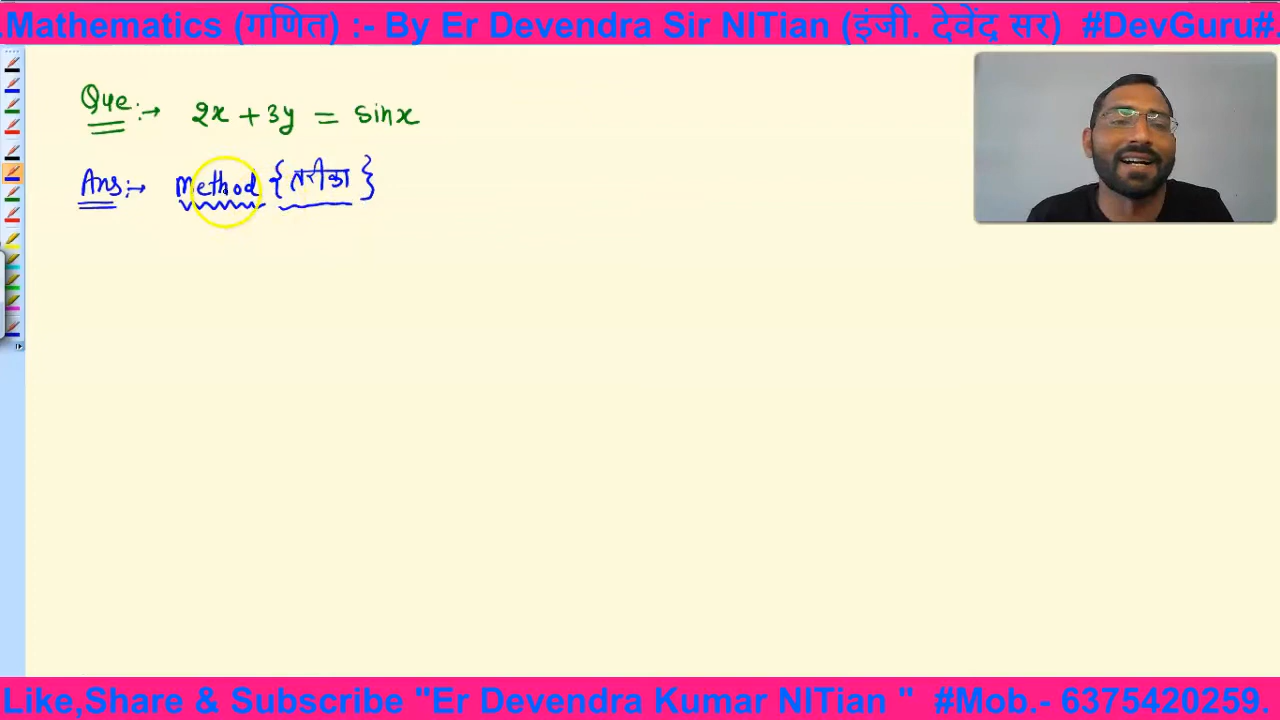 .Mathematics (गणित) :- By Er Devendra Sir NITian (इंजी. देवेंद्र सर) #DevGuru#.
Que :→ 2x + 3y = sinx
Ans :→ Method {तरीका}
Like,Share & Subscribe "Er Devendra Kumar NITian " #Mob.- 6375420259.